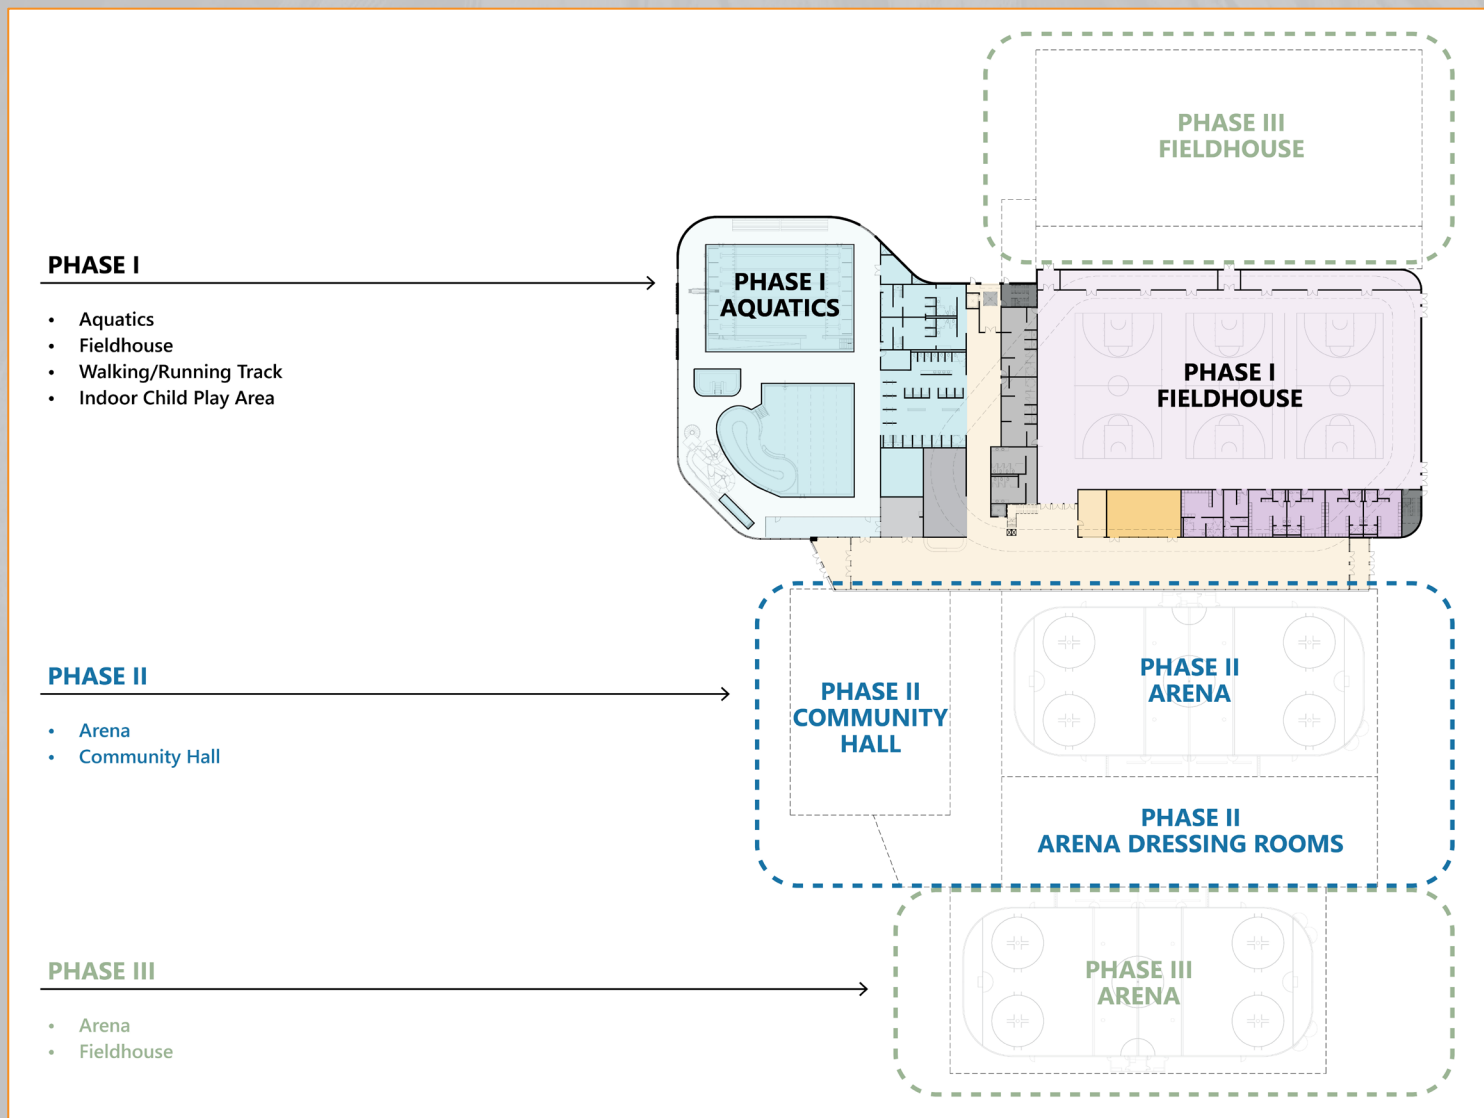 PHASE III
FIELDHOUSE
PHASE I
• Aquatics
• Fieldhouse
• Walking/Running Track
• Indoor Child Play Area
PHASE I
AQUATICS
PHASE I
FIELDHOUSE
PHASE II
• Arena
• Community Hall
PHASE II
COMMUNITY
HALL
PHASE II
ARENA
PHASE II
ARENA DRESSING ROOMS
PHASE III
• Arena
• Fieldhouse
PHASE III
ARENA